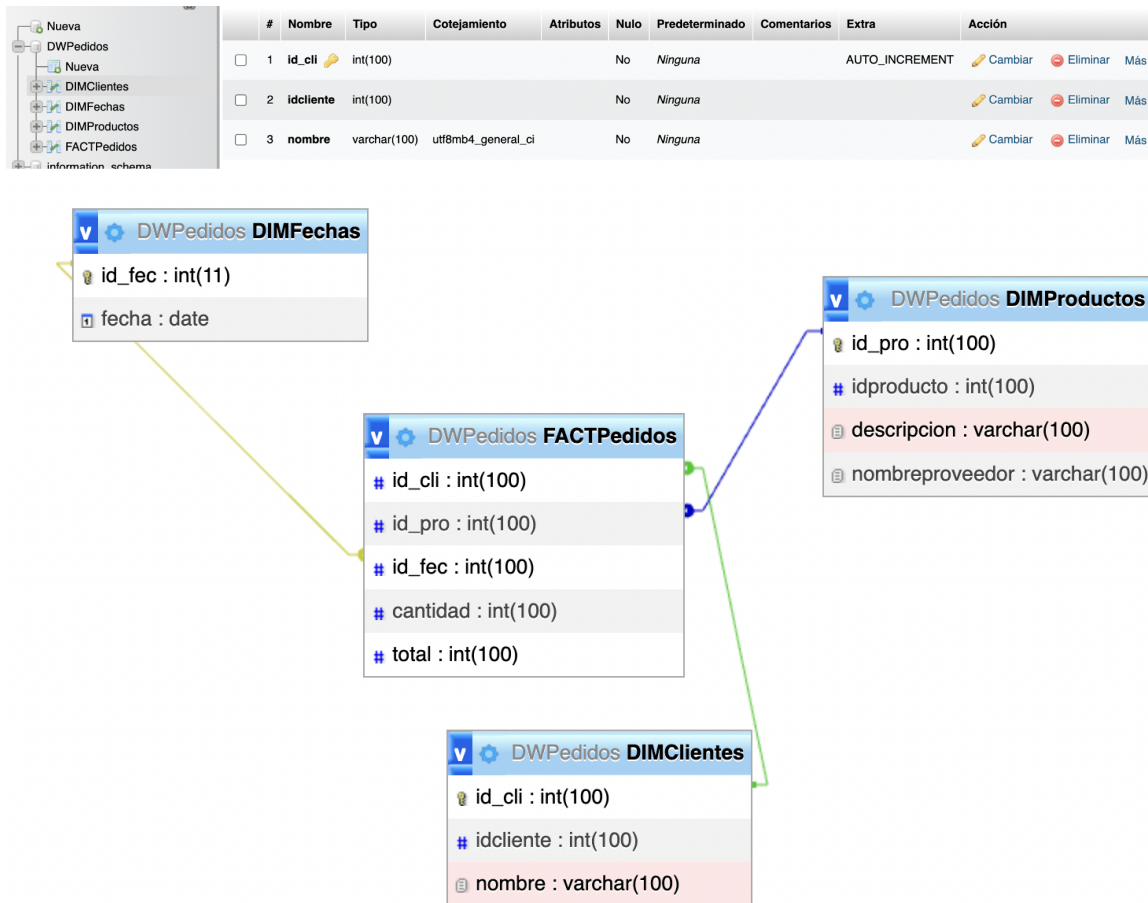 Nueva
DWPedidos
Nueva
DIMClientes
DIMFechas
DIMProductos
FACTPedidos
information_schema
# Nombre Tipo Cotejamiento Atributos Nulo Predeterminado Comentarios Extra Acción
1 id_cli int(100) No Ninguna AUTO_INCREMENT Cambiar Eliminar Más
2 idcliente int(100) No Ninguna Cambiar Eliminar Más
3 nombre varchar(100) utf8mb4_general_ci No Ninguna Cambiar Eliminar Más
v DWPedidos DIMFechas
id_fec : int(11)
fecha : date
v DWPedidos DIMProductos
id_pro : int(100)
# idproducto : int(100)
descripcion : varchar(100)
nombreproveedor : varchar(100)
v DWPedidos FACTPedidos
# id_cli : int(100)
# id_pro : int(100)
# id_fec : int(100)
# cantidad : int(100)
# total : int(100)
v DWPedidos DIMClientes
id_cli : int(100)
# idcliente : int(100)
nombre : varchar(100)